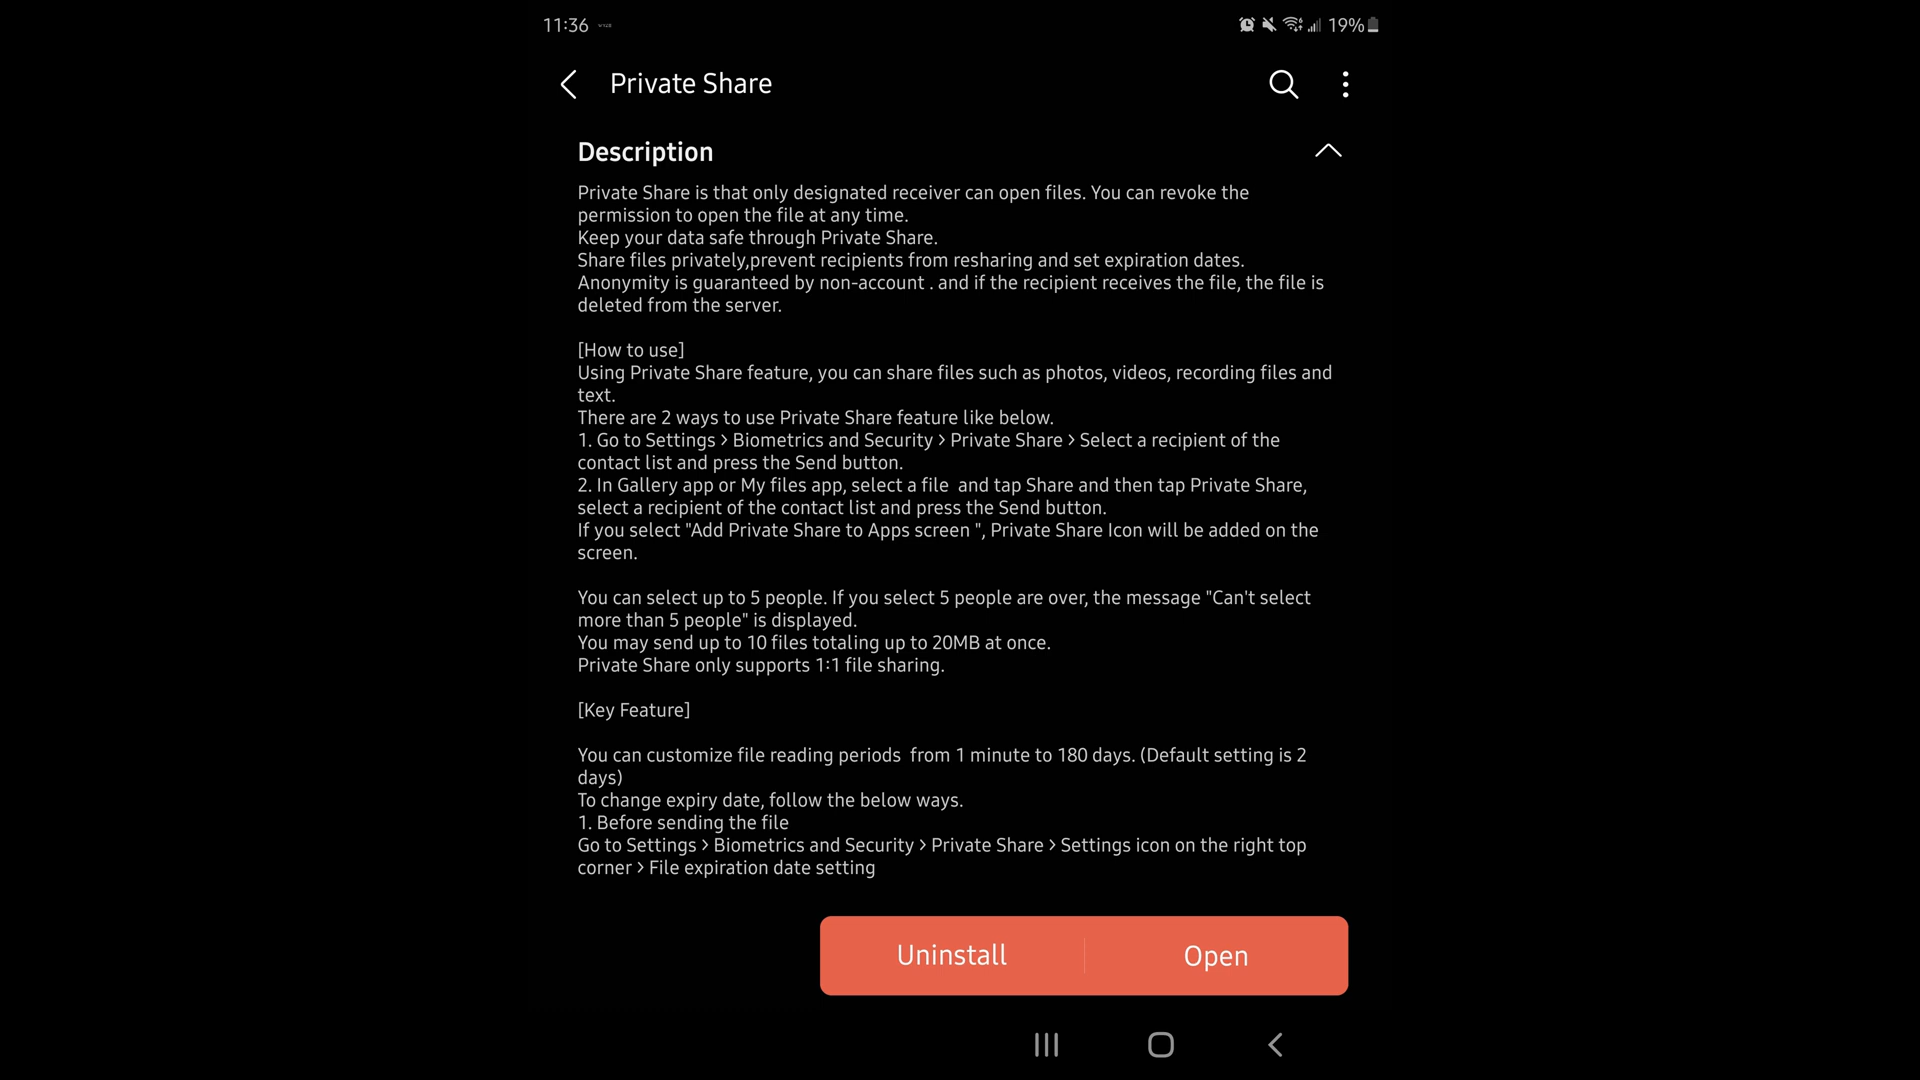 11:36
19%
Private Share
Description
Private Share is that only designated receiver can open files. You can revoke the
permission to open the file at any time.
Keep your data safe through Private Share.
Share files privately,prevent recipients from resharing and set expiration dates.
Anonymity is guaranteed by non-account . and if the recipient receives the file, the file is
deleted from the server.
[How to use]
Using Private Share feature, you can share files such as photos, videos, recording files and
text.
There are 2 ways to use Private Share feature like below.
1. Go to Settings > Biometrics and Security > Private Share > Select a recipient of the
contact list and press the Send button.
2. In Gallery app or My files app, select a file  and tap Share and then tap Private Share,
select a recipient of the contact list and press the Send button.
If you select "Add Private Share to Apps screen ", Private Share Icon will be added on the
screen.
You can select up to 5 people. If you select 5 people are over, the message "Can't select
more than 5 people" is displayed.
You may send up to 10 files totaling up to 20MB at once.
Private Share only supports 1:1 file sharing.
[Key Feature]
You can customize file reading periods  from 1 minute to 180 days. (Default setting is 2
days)
To change expiry date, follow the below ways.
1. Before sending the file
Go to Settings > Biometrics and Security > Private Share > Settings icon on the right top
corner > File expiration date setting
Uninstall
Open